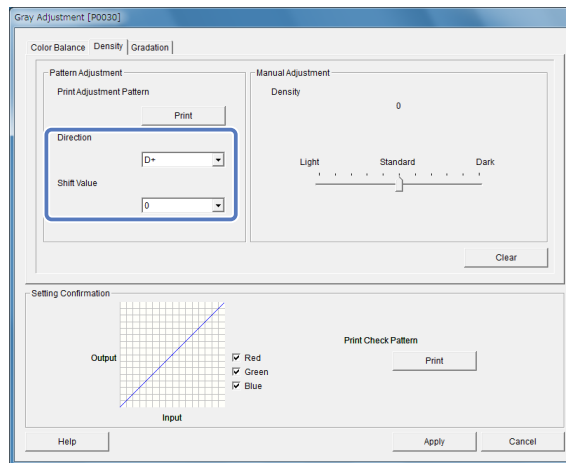 Gray Adjustment [P0030]
Color Balance Density Gradation
Pattern Adjustment
Print Adjustment Pattern
Print
Direction
D+
Shift Value
0
Manual Adjustment
Density
0
Light Standard Dark
Clear
Setting Confirmation
Output
Input
Red
Green
Blue
Print Check Pattern
Print
Help Apply Cancel